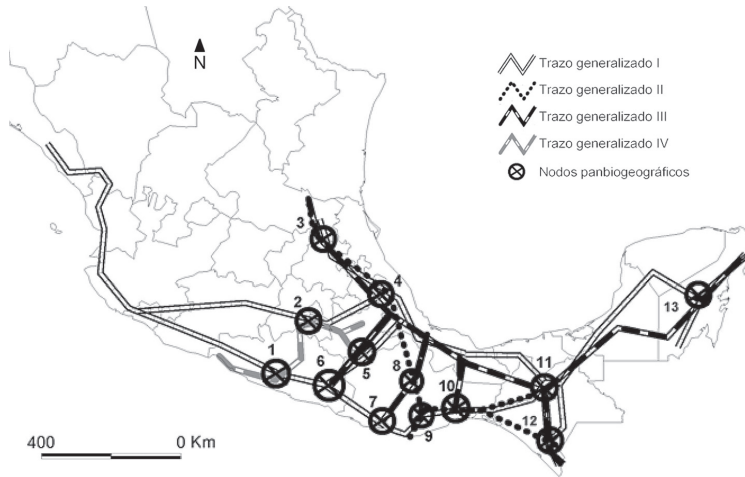 N
Trazo generalizado I
Trazo generalizado II
Trazo generalizado III
Trazo generalizado IV
Nodos panbiogeográficos
3
4
13
2
1
6
5
8
11
10
7
9
12
400 0 Km